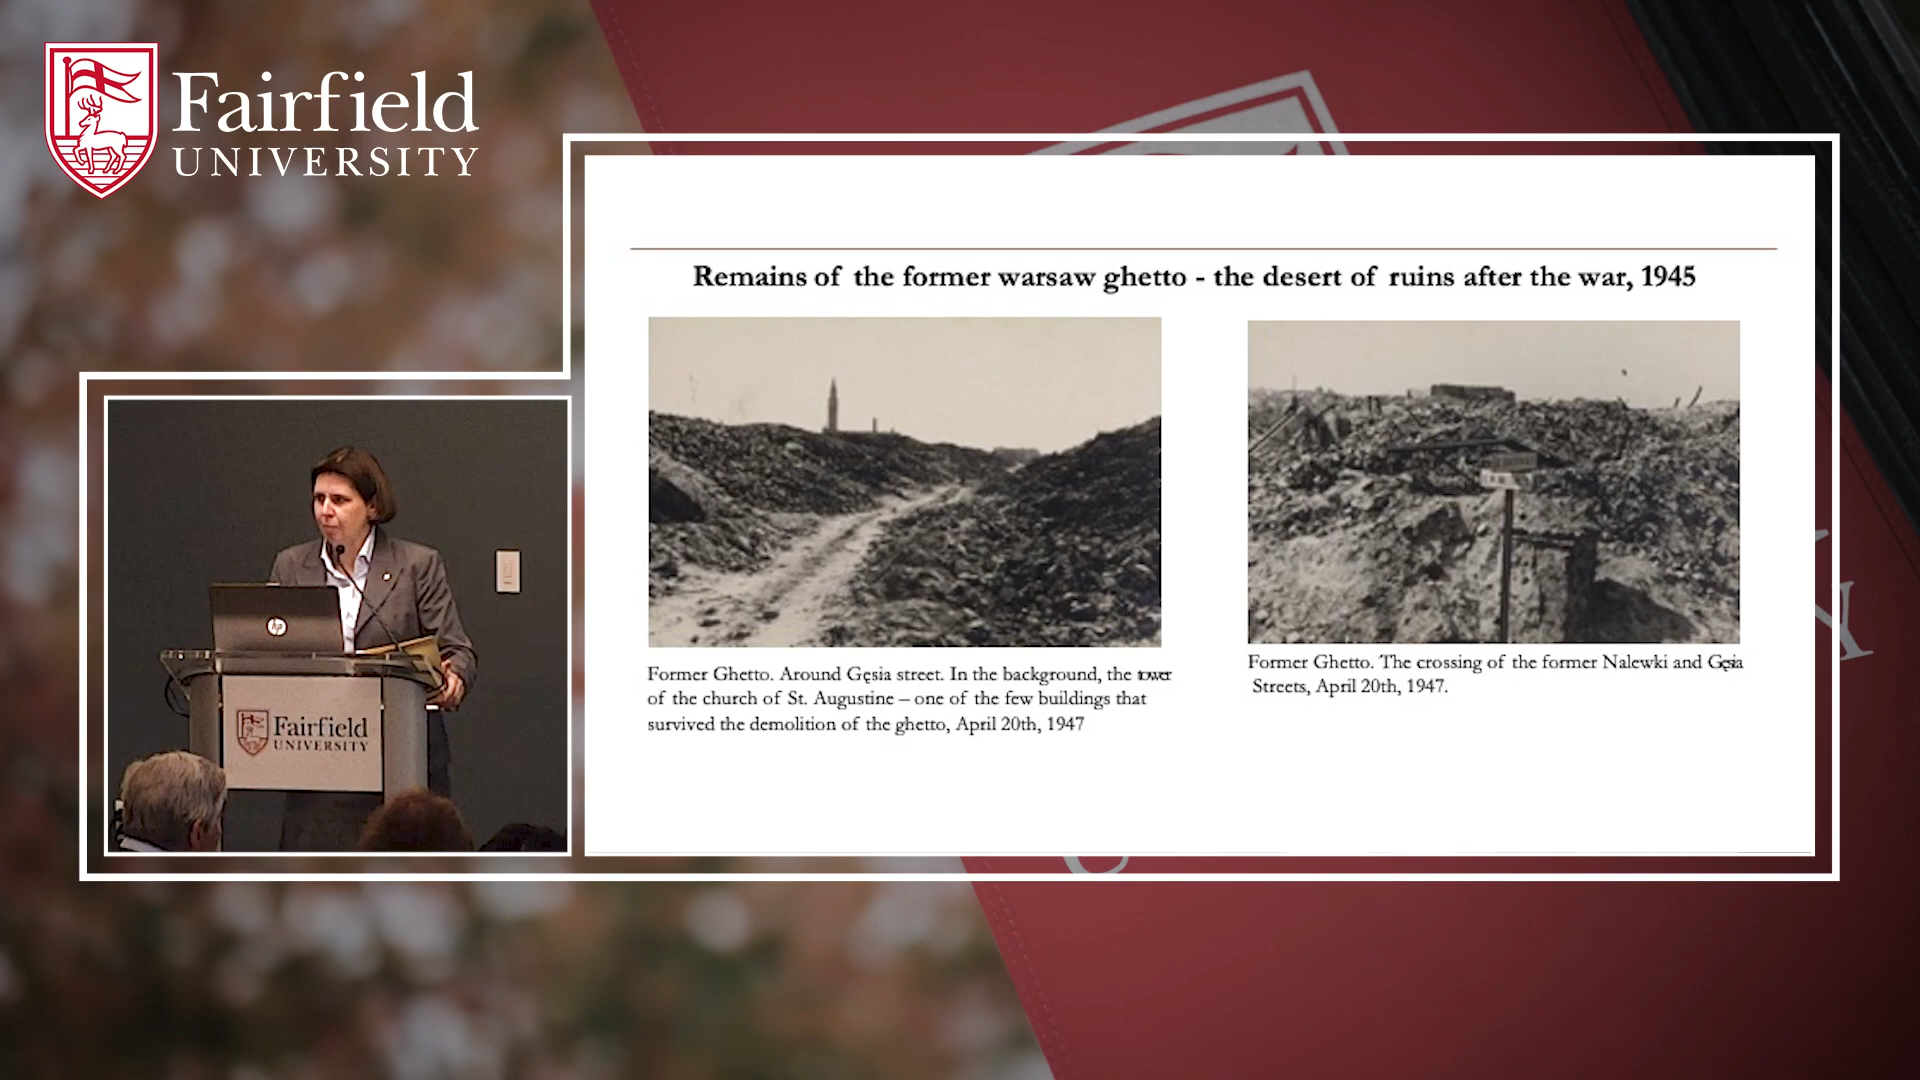 Fairfield
UNIVERSITY
Remains of the former warsaw ghetto - the desert of ruins after the war, 1945
Former Ghetto. Around Gęsia street. In the background, the tower
of the church of St. Augustine – one of the few buildings that
survived the demolition of the ghetto, April 20th, 1947
Former Ghetto. The crossing of the former Nalewki and Gęsia
Streets, April 20th, 1947.
hp
Fairfield
UNIVERSITY